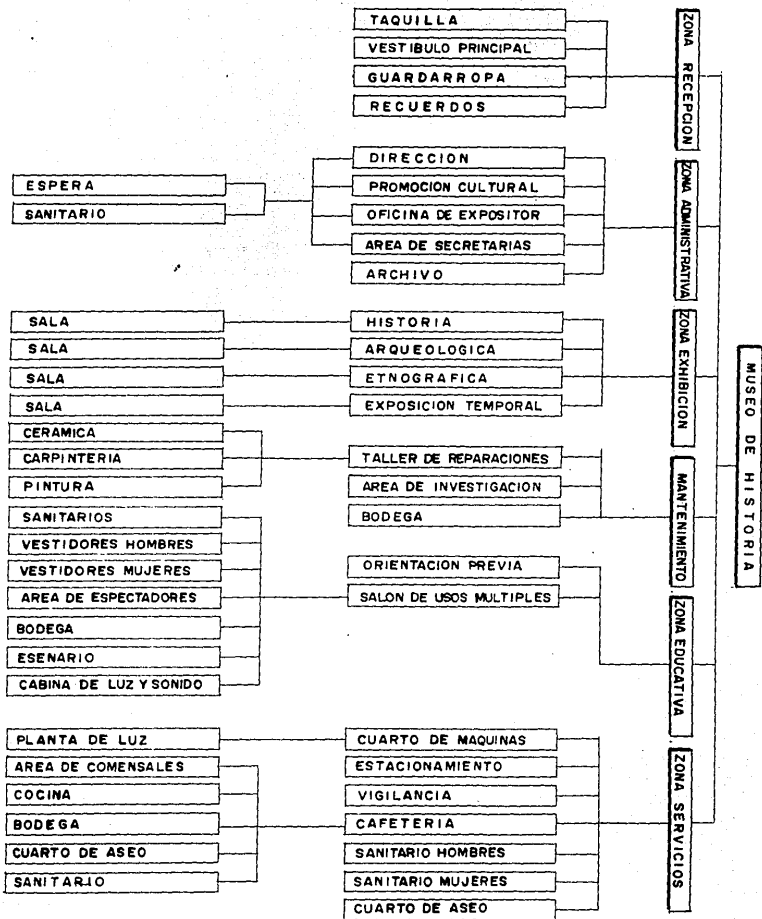 TAQUILLA
VESTIBULO PRINCIPAL
GUARDARROPA
RECUERDOS
ZONA RECEPCION
ESPERA
SANITARIO
DIRECCION
PROMOCION CULTURAL
OFICINA DE EXPOSITOR
AREA DE SECRETARIAS
ARCHIVO
ZONA ADMINISTRATIVA
SALA
SALA
SALA
SALA
HISTORIA
ARQUEOLOGICA
ETNOGRAFICA
EXPOSICION TEMPORAL
ZONA EXHIBICION
MUSEO DE HISTORIA
CERAMICA
CARPINTERIA
PINTURA
TALLER DE REPARACIONES
AREA DE INVESTIGACION
BODEGA
MANTENIMIENTO
SANITARIOS
VESTIDORES HOMBRES
VESTIDORES MUJERES
AREA DE ESPECTADORES
BODEGA
ESENARIO
CABINA DE LUZ Y SONIDO
ORIENTACION PREVIA
SALON DE USOS MULTIPLES
ZONA EDUCATIVA
PLANTA DE LUZ
AREA DE COMENSALES
COCINA
BODEGA
CUARTO DE ASEO
SANITARIO
CUARTO DE MAQUINAS
ESTACIONAMIENTO
VIGILANCIA
CAFETERIA
SANITARIO HOMBRES
SANITARIO MUJERES
CUARTO DE ASEO
ZONA SERVICIOS